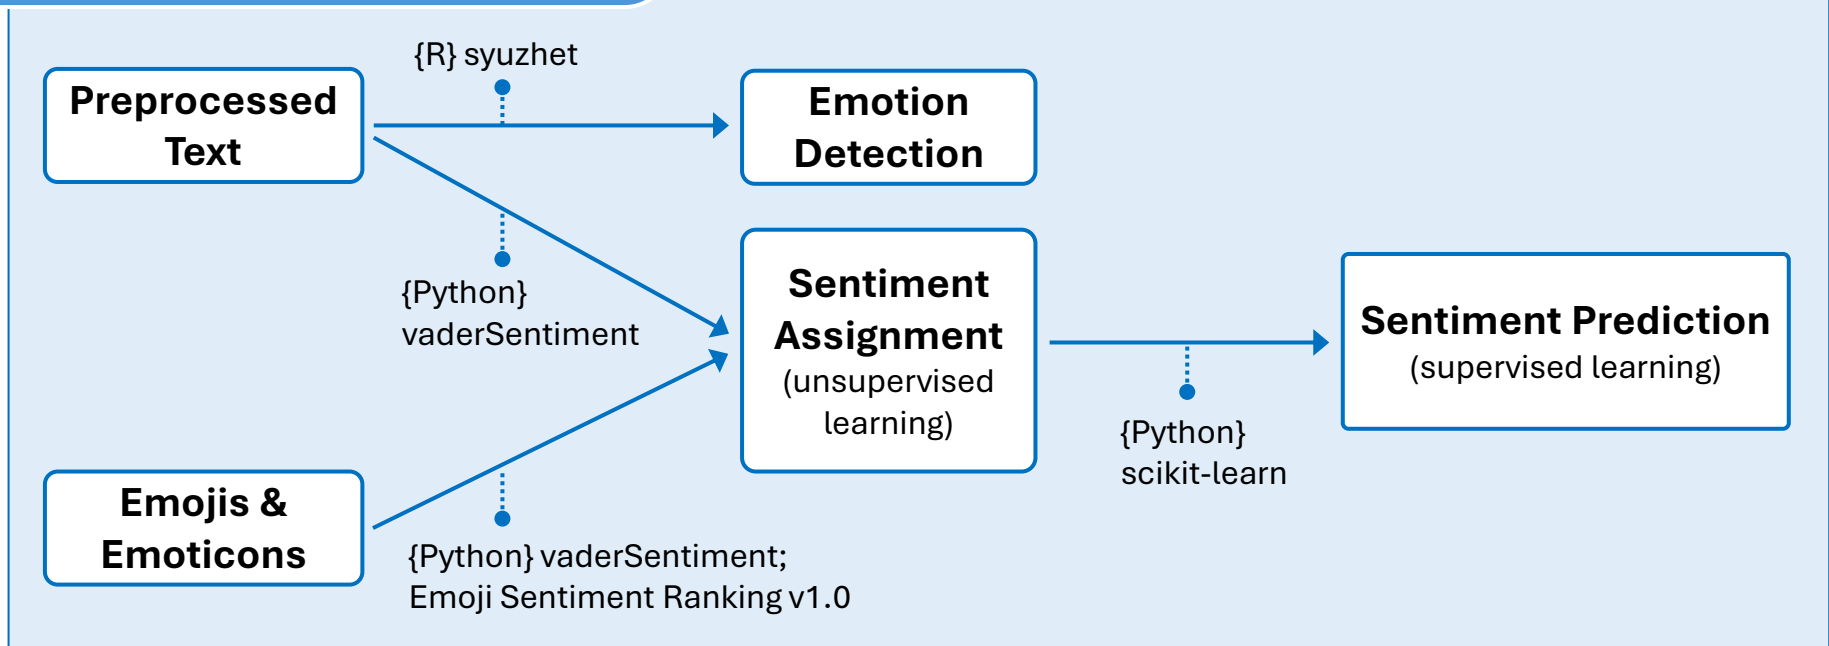 {R} syuzhet
Preprocessed
Text
Emotion
Detection
{Python}
vaderSentiment
Sentiment
Assignment
(unsupervised
learning)
Sentiment Prediction
(supervised learning)
{Python}
scikit-learn
Emojis &
Emoticons
{Python} vaderSentiment;
Emoji Sentiment Ranking v1.0